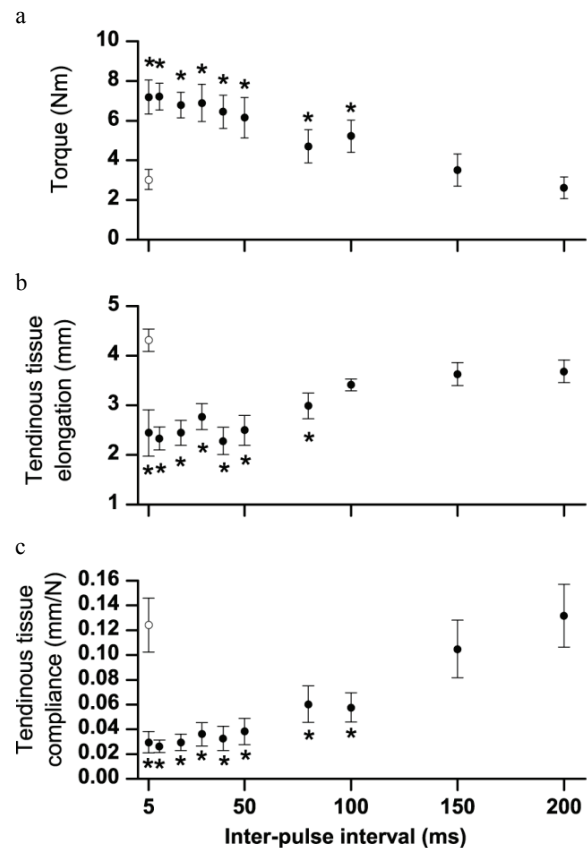 a
Torque (Nm)
10
8
6
4
2
0
* * * * * * * *
b
Tendinous tissue
elongation (mm)
5
4
3
2
1
* * * * * * *
c
Tendinous tissue
compliance (mm/N)
0.16
0.14
0.12
0.10
0.08
0.06
0.04
0.02
0.00
* * * * * * * *
5 50 100 150 200
Inter-pulse interval (ms)